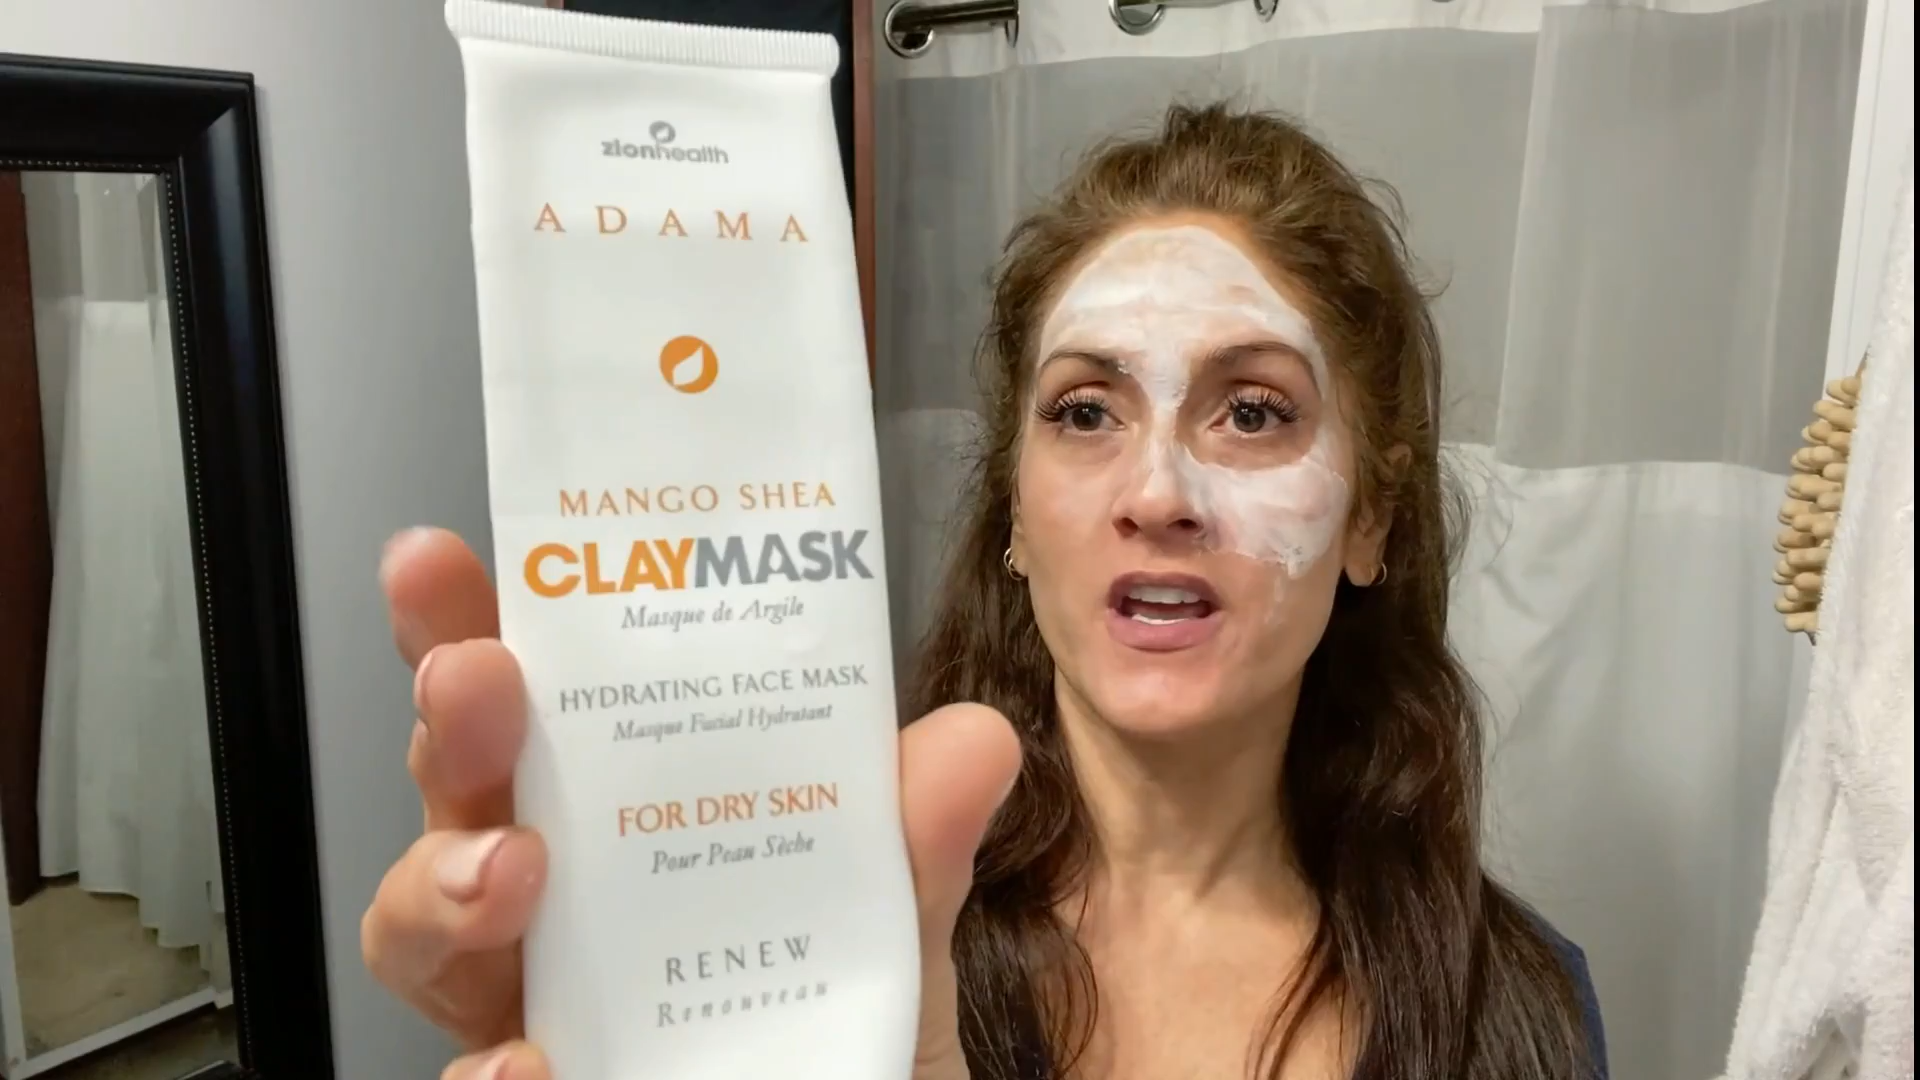 zionhealth
ADAMA
MANGO SHEA
CLAYMASK
Masque de Argile
HYDRATING FACE MASK
Masque Facial Hydratant
FOR DRY SKIN
Pour Peau Sèche
RENEW
Renouveau